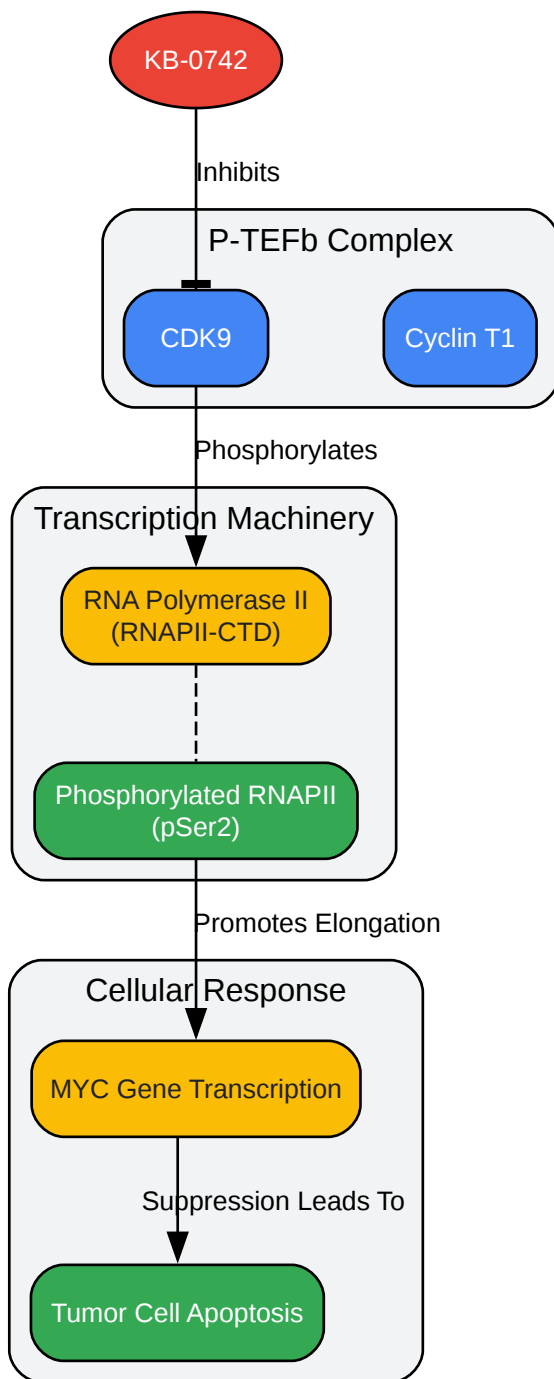 KB-0742
Inhibits
P-TEFb Complex
CDK9
Cyclin T1
Phosphorylates
Transcription Machinery
RNA Polymerase II
(RNAPII-CTD)
Phosphorylated RNAPII
(pSer2)
Promotes Elongation
Cellular Response
MYC Gene Transcription
Suppression Leads To
Tumor Cell Apoptosis